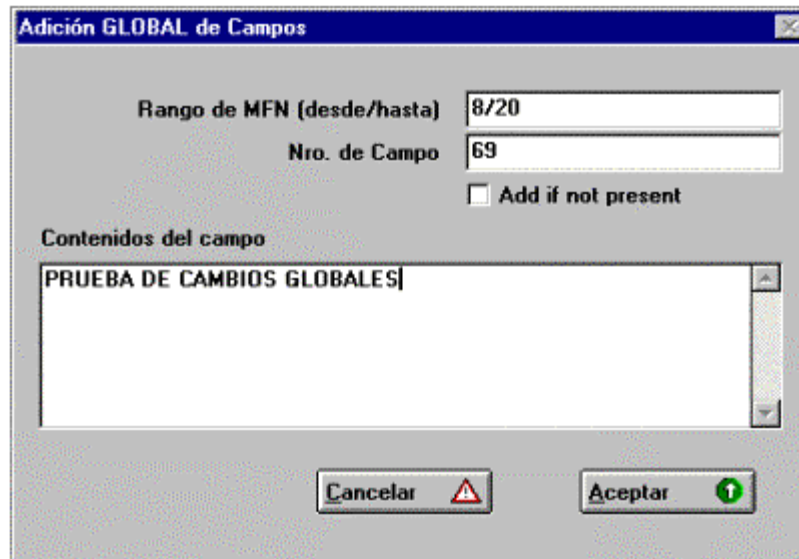 Adición GLOBAL de Campos
Rango de MFN (desde/hasta) 8/20
Nro. de Campo 69
Add if not present
Contenidos del campo
PRUEBA DE CAMBIOS GLOBALES
Cancelar Aceptar